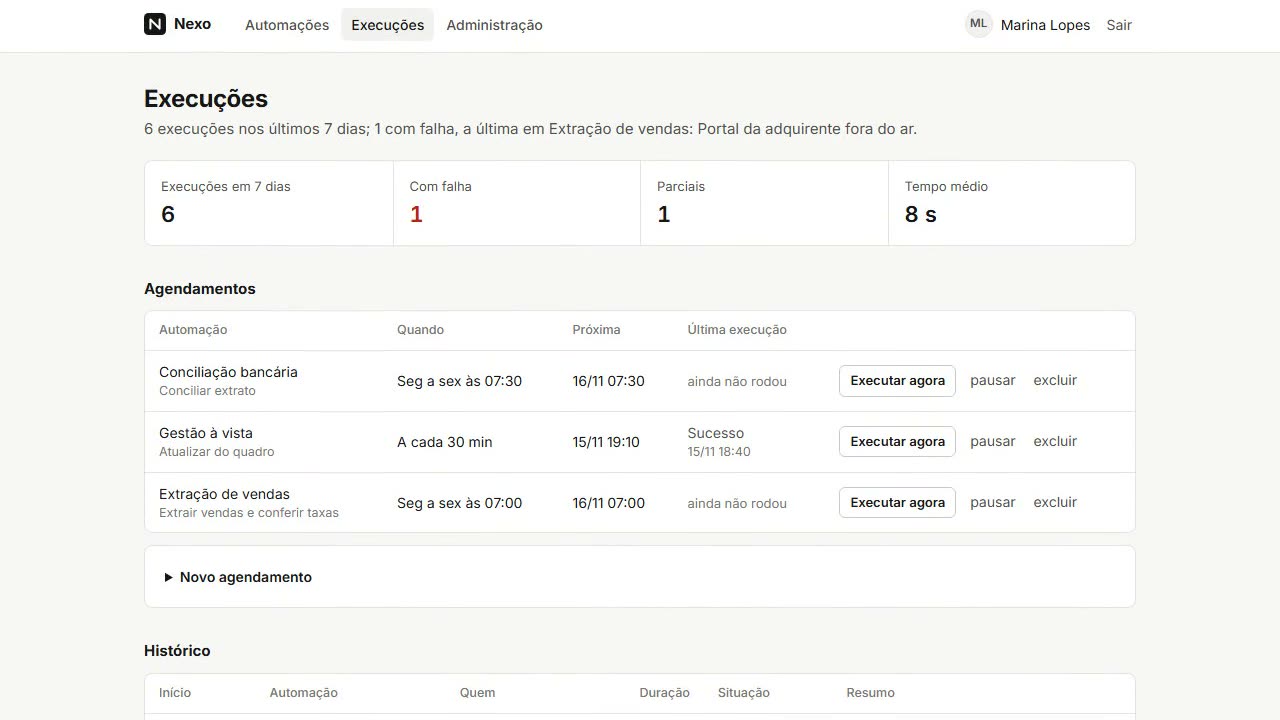 N Nexo Automações Execuções Administração ML Marina Lopes Sair
Execuções
6 execuções nos últimos 7 dias; 1 com falha, a última em Extração de vendas: Portal da adquirente fora do ar.
Execuções em 7 dias Com falha Parciais Tempo médio
6 1 1 8 s
Agendamentos
Automação Quando Próxima Última execução
Conciliação bancária
Conciliar extrato
Seg a sex às 07:30 16/11 07:30 ainda não rodou Executar agora pausar excluir
Gestão à vista
Atualizar do quadro
A cada 30 min 15/11 19:10
Sucesso
15/11 18:40
Executar agora pausar excluir
Extração de vendas
Extrair vendas e conferir taxas
Seg a sex às 07:00 16/11 07:00 ainda não rodou Executar agora pausar excluir
Novo agendamento
Histórico
Início Automação Quem Duração Situação Resumo